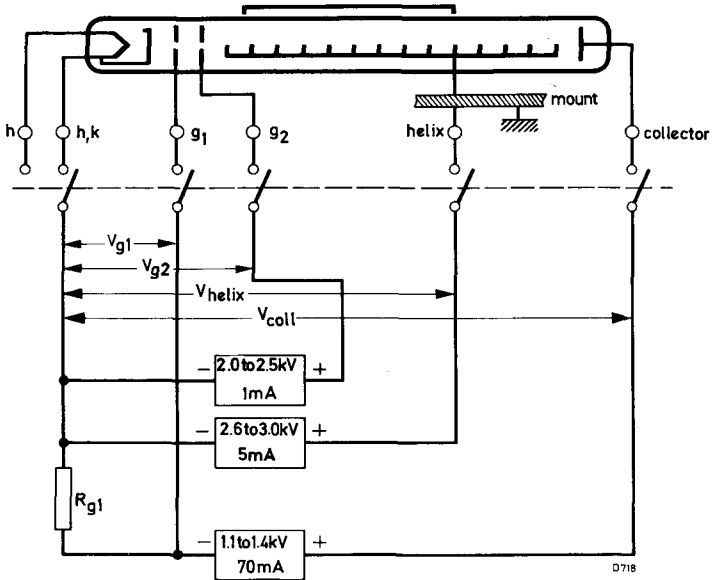 mount
h
h,k
g1
g2
helix
collector
Vg1
Vg2
Vhelix
Vcoll
− 2.0to2.5kV +
1mA
− 2.6to3.0kV +
5mA
Rg1
− 1.1to1.4kV +
70mA
D718